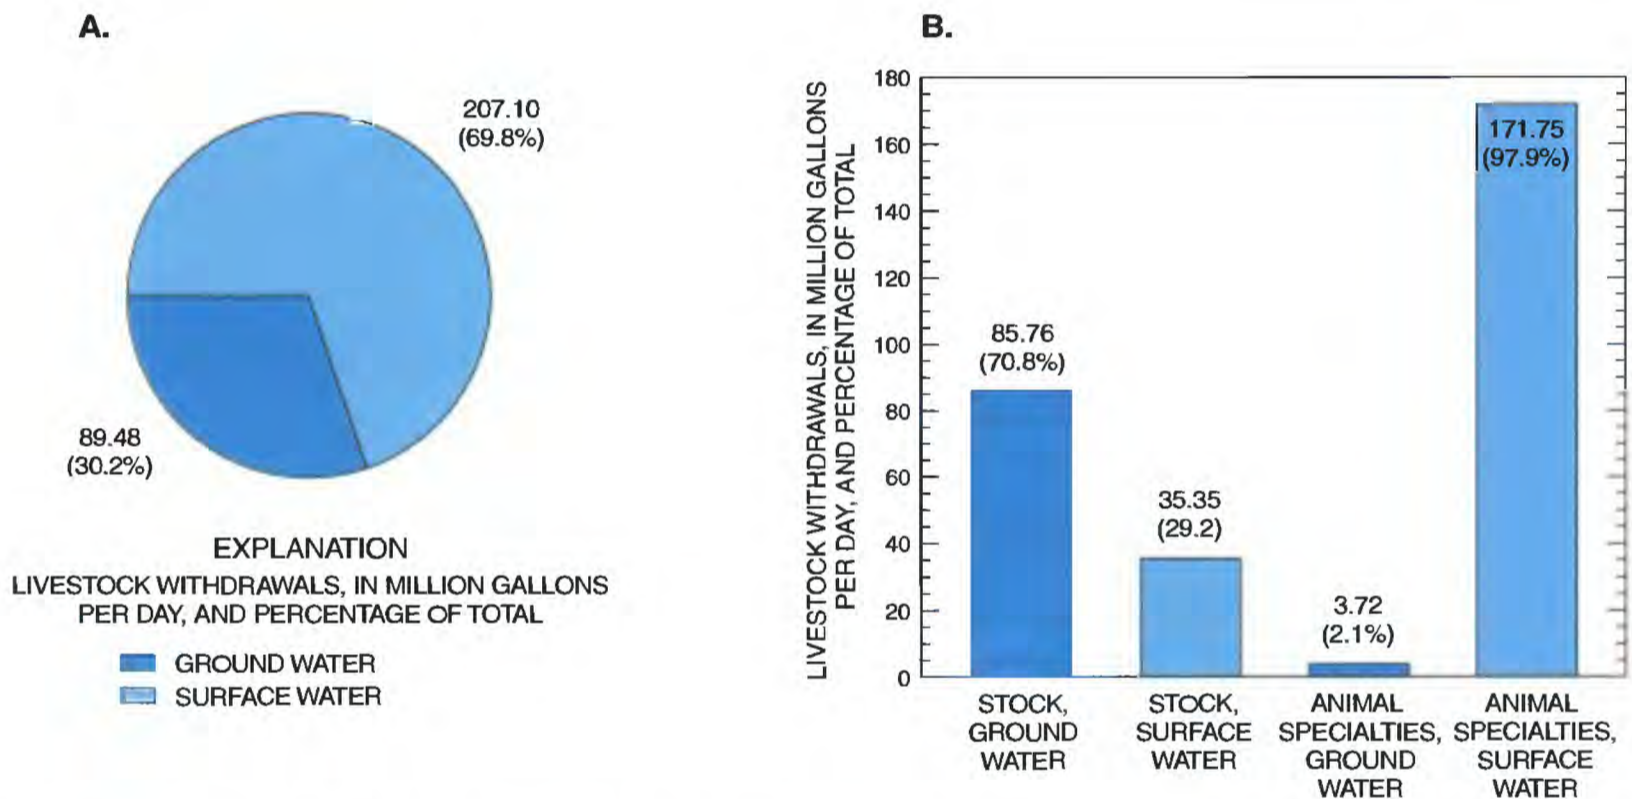 A.
207.10
(69.8%)
89.48
(30.2%)
EXPLANATION
LIVESTOCK WITHDRAWALS, IN MILLION GALLONS
PER DAY, AND PERCENTAGE OF TOTAL
GROUND WATER
SURFACE WATER
B.
LIVESTOCK WITHDRAWALS, IN MILLION GALLONS
PER DAY, AND PERCENTAGE OF TOTAL
180
160
140
120
100
80
60
40
20
0
85.76
(70.8%)
35.35
(29.2)
3.72
(2.1%)
171.75
(97.9%)
STOCK,
GROUND
WATER
STOCK,
SURFACE
WATER
ANIMAL
SPECIALTIES,
GROUND
WATER
ANIMAL
SPECIALTIES,
SURFACE
WATER